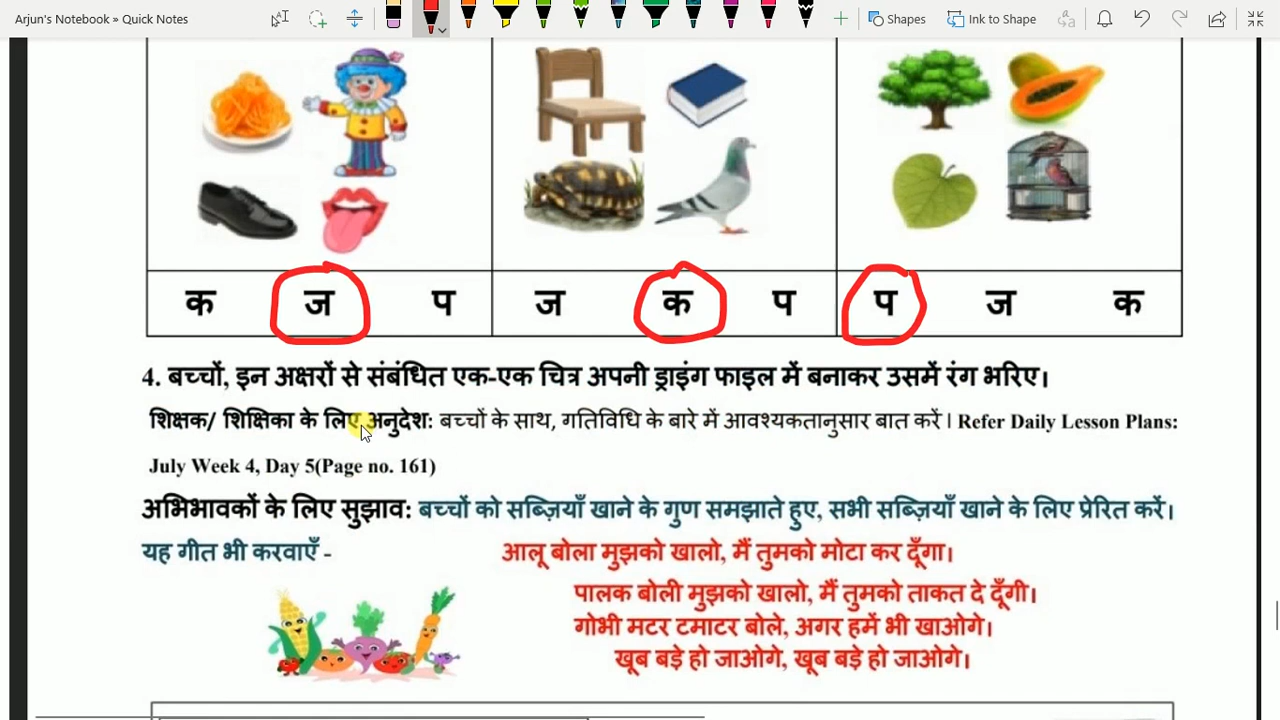 Arjun's Notebook » Quick Notes
Shapes
Ink to Shape
क ज प ज क प प ज क
4. बच्चों, इन अक्षरों से संबंधित एक-एक चित्र अपनी ड्राइंग फाइल में बनाकर उसमें रंग भरिए।
शिक्षक/ शिक्षिका के लिए अनुदेश: बच्चों के साथ, गतिविधि के बारे में आवश्यकतानुसार बात करें । Refer Daily Lesson Plans:
July Week 4, Day 5(Page no. 161)
अभिभावकों के लिए सुझाव: बच्चों को सब्ज़ियाँ खाने के गुण समझाते हुए, सभी सब्ज़ियाँ खाने के लिए प्रेरित करें।
यह गीत भी करवाएँ - आलू बोला मुझको खालो, मैं तुमको मोटा कर दूँगा।
पालक बोली मुझको खालो, मैं तुमको ताकत दे दूँगी।
गोभी मटर टमाटर बोले, अगर हमें भी खाओगे।
खूब बड़े हो जाओगे, खूब बड़े हो जाओगे।